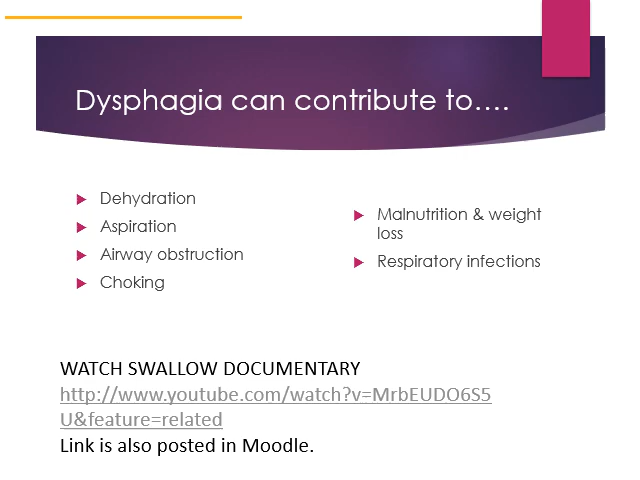 Dysphagia can contribute to….
Dehydration
Aspiration
Airway obstruction
Choking
Malnutrition & weight
loss
Respiratory infections
WATCH SWALLOW DOCUMENTARY
http://www.youtube.com/watch?v=MrbEUDO6S5
U&feature=related
Link is also posted in Moodle.